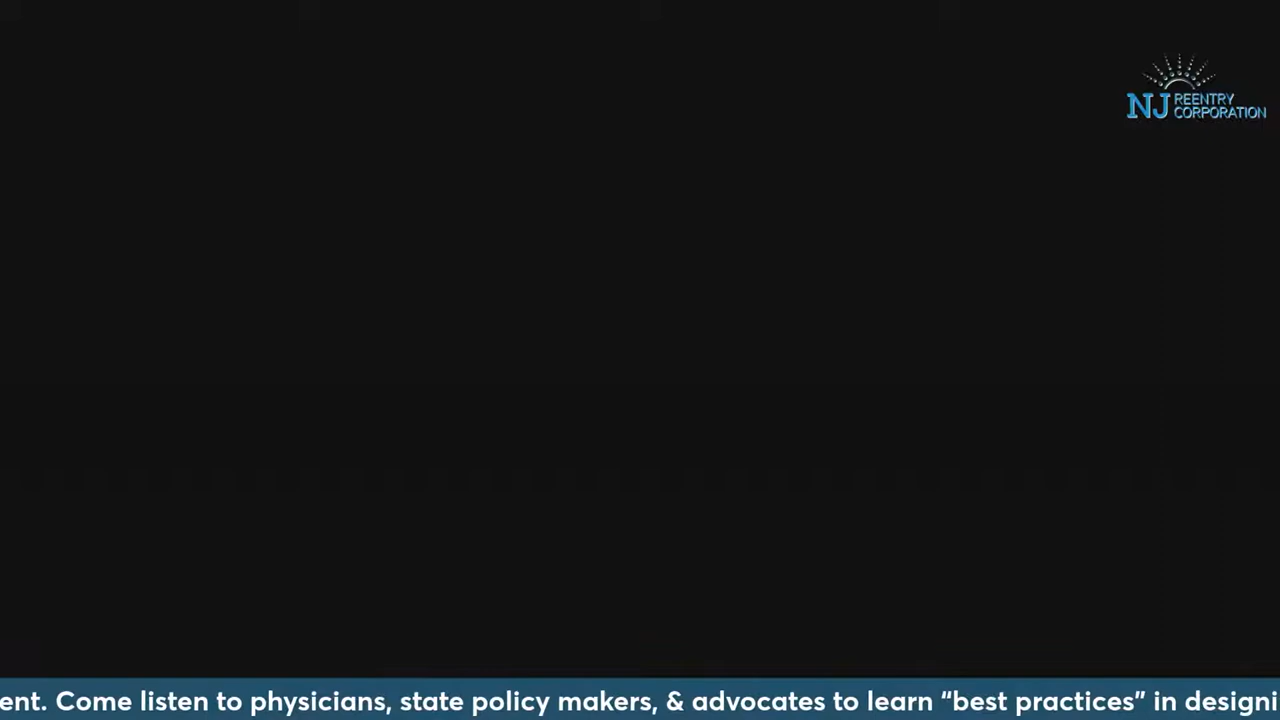 NJ REENTRY
CORPORATION
ent. Come listen to physicians, state policy makers, & advocates to learn “best practices” in designi